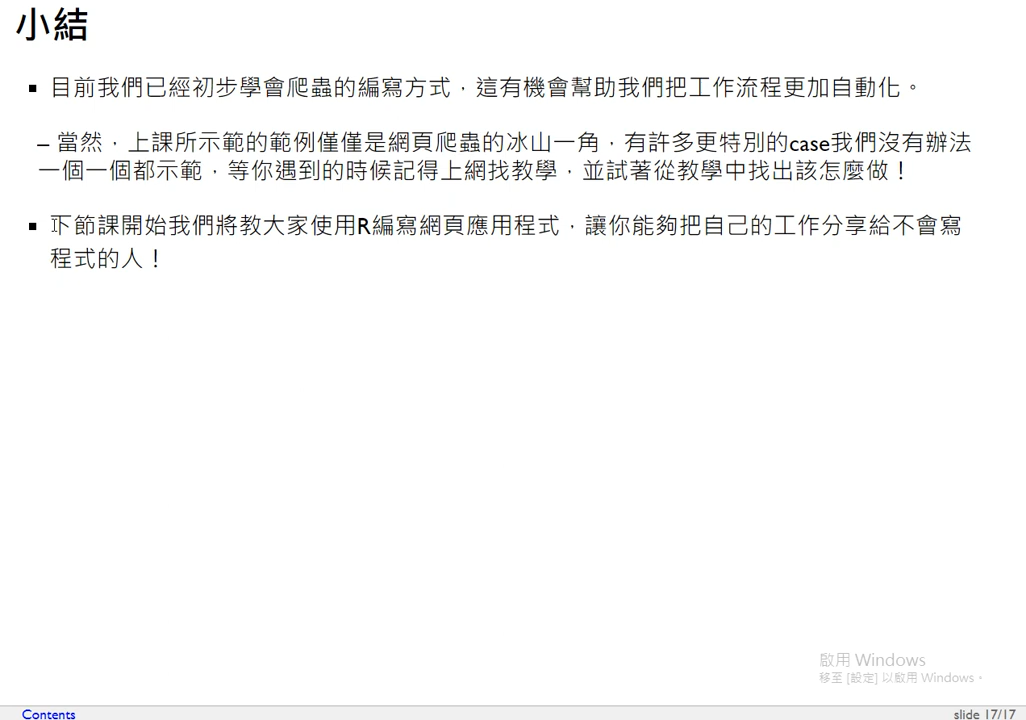 小結
▪ 目前我們已經初步學會爬蟲的編寫方式，這有機會幫助我們把工作流程更加自動化。
– 當然，上課所示範的範例僅僅是網頁爬蟲的冰山一角，有許多更特別的case我們沒有辦法
一個一個都示範，等你遇到的時候記得上網找教學，並試著從教學中找出該怎麼做！
▪ 下節課開始我們將教大家使用R編寫網頁應用程式，讓你能夠把自己的工作分享給不會寫
程式的人！
啟用 Windows
移至 [設定] 以啟用 Windows。
Contents
slide 17/17